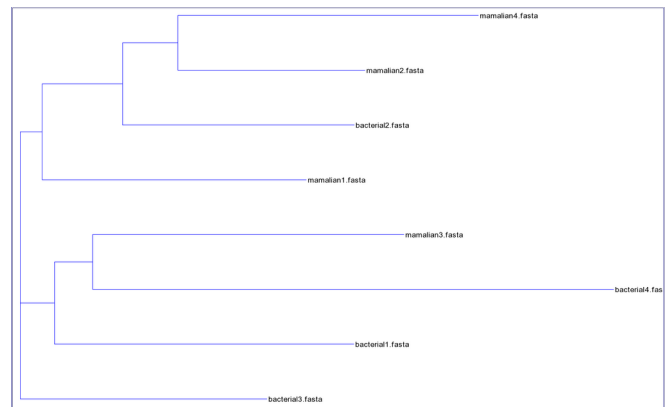 mamalian4.fasta
mamalian2.fasta
bacterial2.fasta
mamalian1.fasta
mamalian3.fasta
bacterial4.fas
bacterial1.fasta
bacterial3.fasta